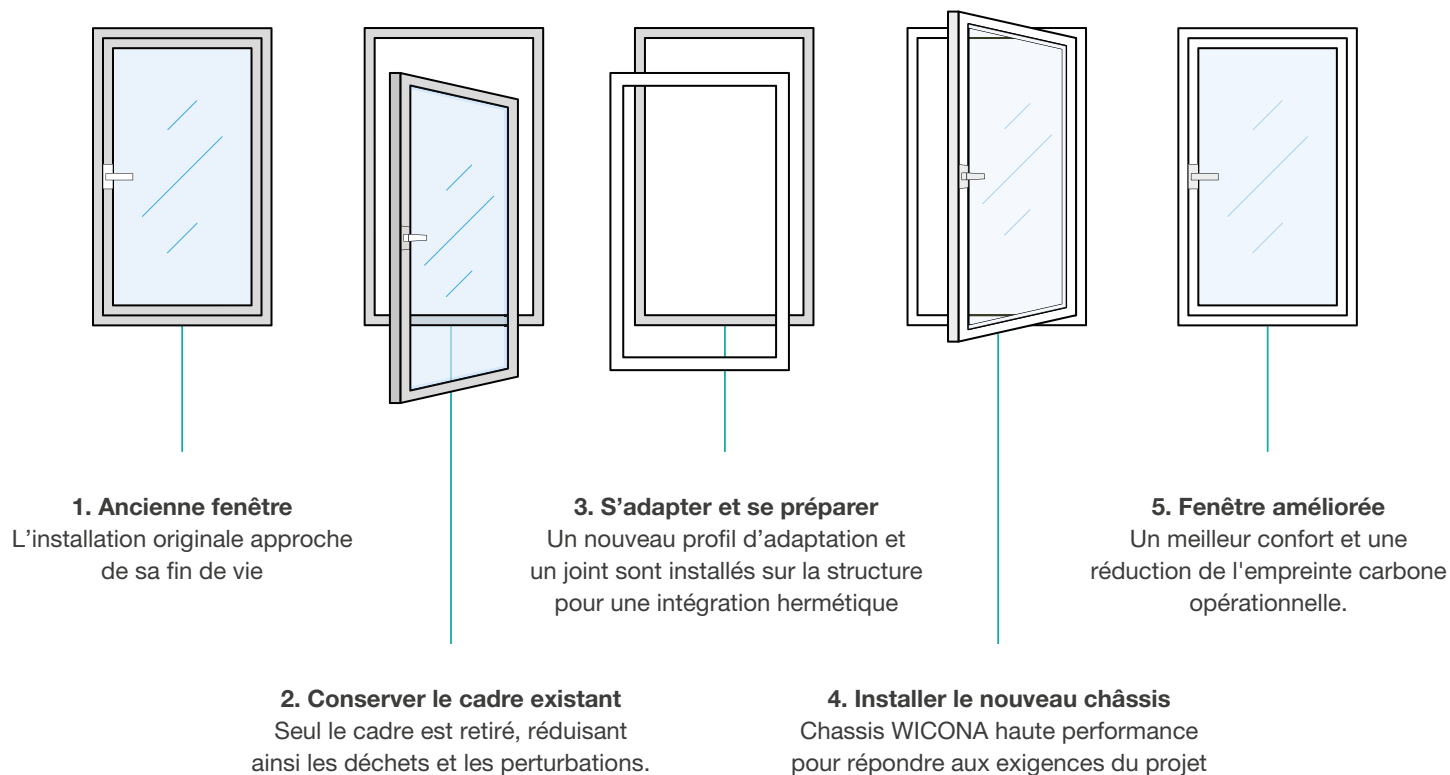 1. Ancienne fenêtre
L’installation originale approche
de sa fin de vie
2. Conserver le cadre existant
Seul le cadre est retiré, réduisant
ainsi les déchets et les perturbations.
3. S’adapter et se préparer
Un nouveau profil d’adaptation et
un joint sont installés sur la structure
pour une intégration hermétique
4. Installer le nouveau châssis
Chassis WICONA haute performance
pour répondre aux exigences du projet
5. Fenêtre améliorée
Un meilleur confort et une
réduction de l'empreinte carbone
opérationnelle.